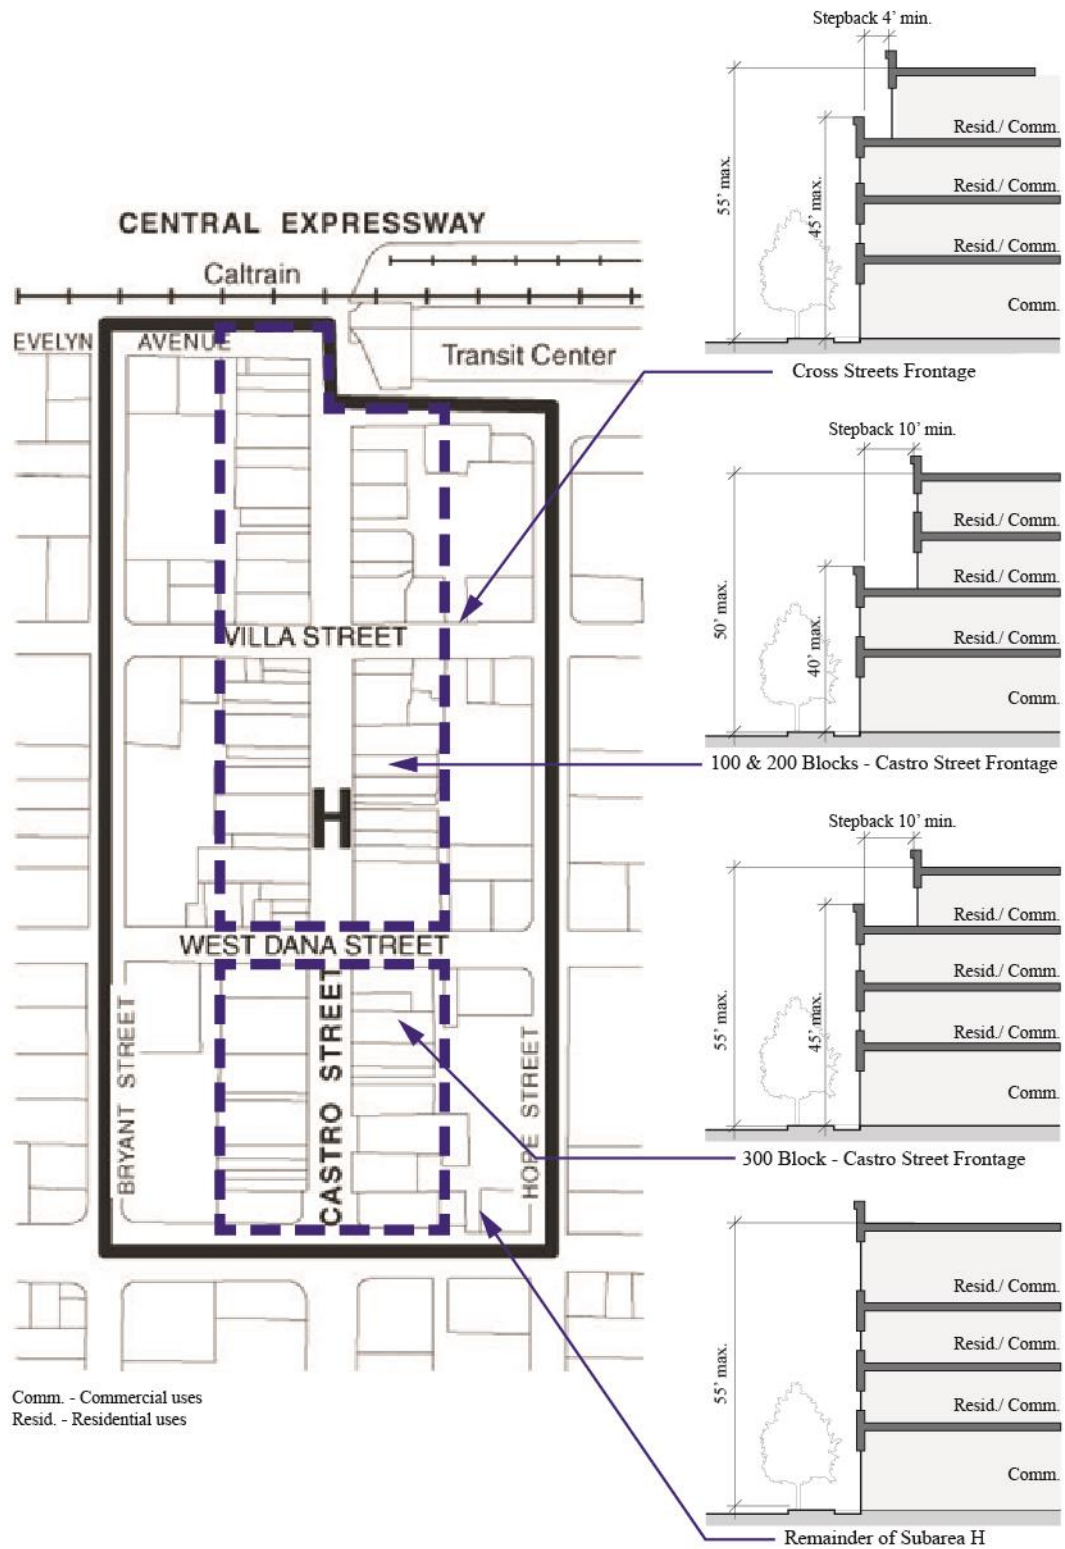 CENTRAL EXPRESSWAY
Caltrain
EVELYN AVENUE
Transit Center
VILLA STREET
H
WEST DANA STREET
BRYANT STREET
CASTRO STREET
HOPE STREET
Comm. - Commercial uses
Resid. - Residential uses
Stepback 4' min.
55' max.
45' max.
Resid./ Comm.
Resid./ Comm.
Resid./ Comm.
Comm.
Cross Streets Frontage
Stepback 10' min.
50' max.
40' max.
Resid./ Comm.
Resid./ Comm.
Resid./ Comm.
Comm.
100 & 200 Blocks - Castro Street Frontage
Stepback 10' min.
55' max.
45' max.
Resid./ Comm.
Resid./ Comm.
Resid./ Comm.
Comm.
300 Block - Castro Street Frontage
55' max.
Resid./ Comm.
Resid./ Comm.
Resid./ Comm.
Comm.
Remainder of Subarea H